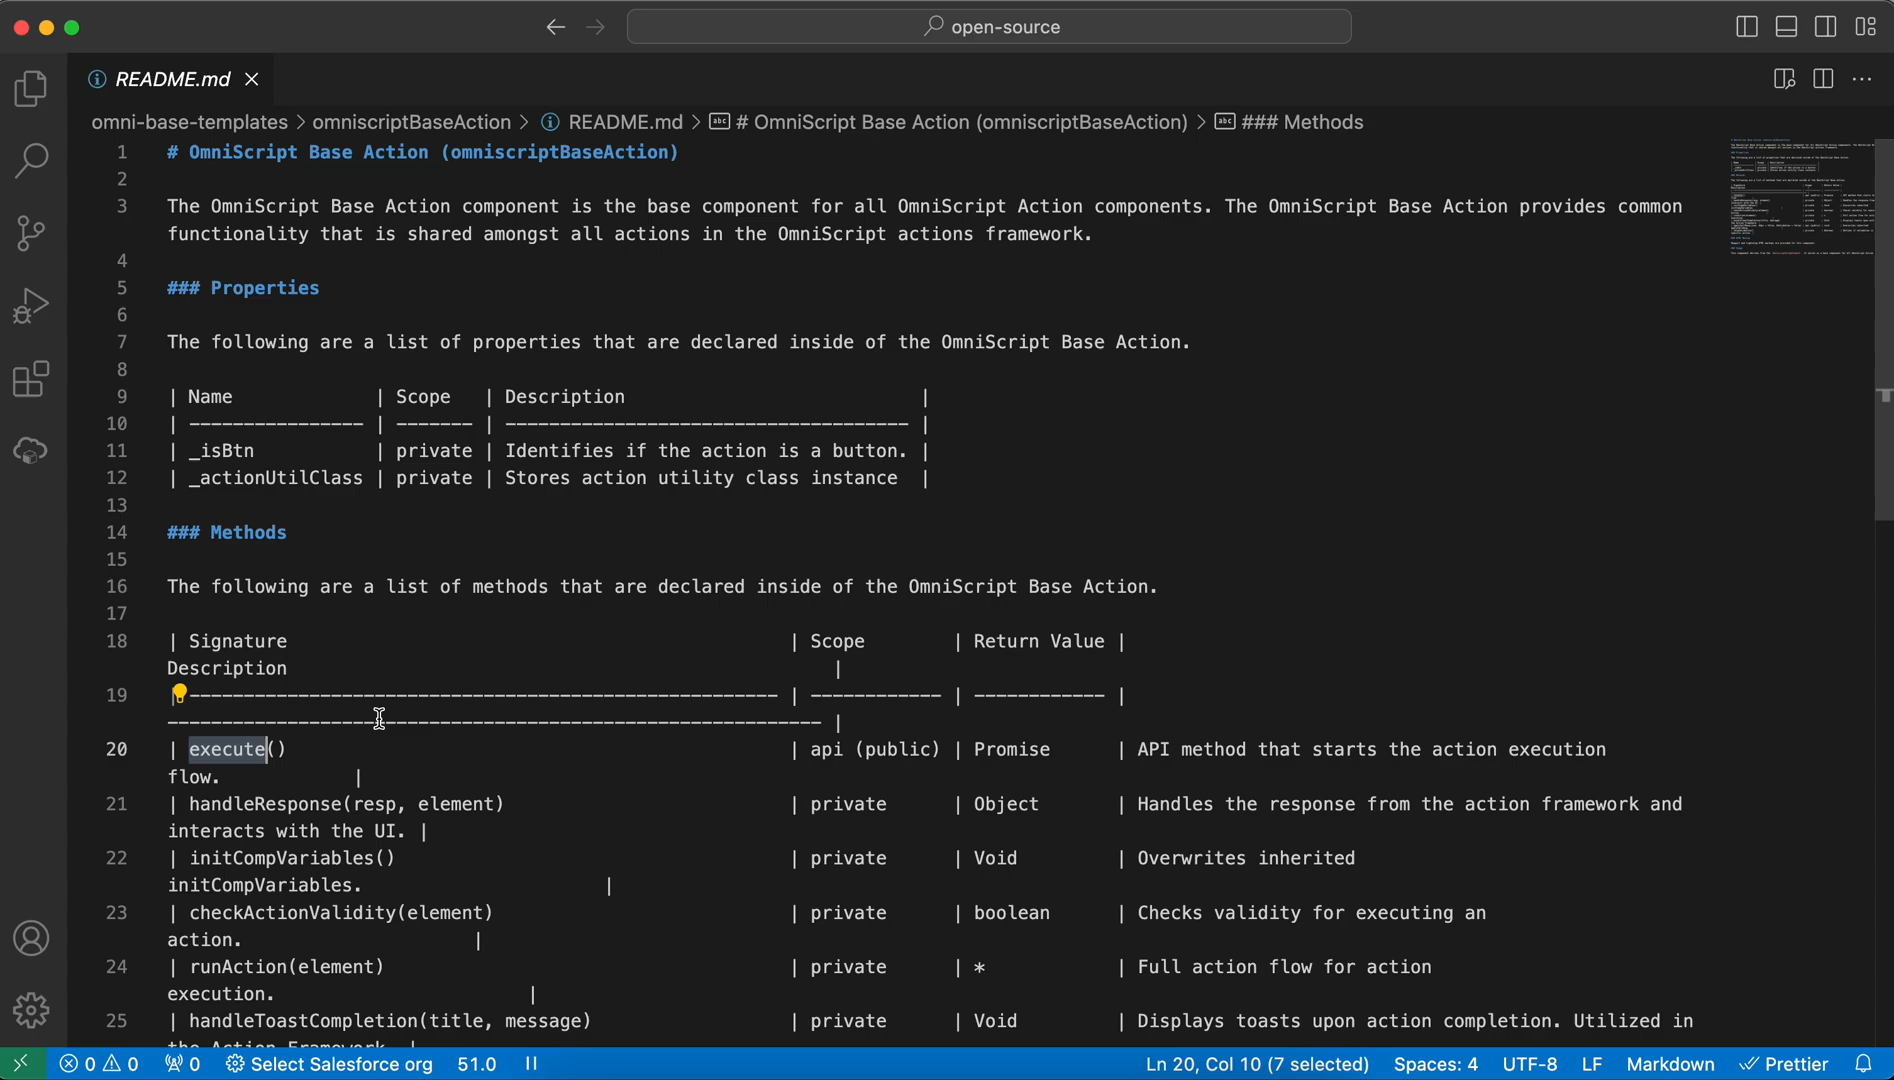 open-source
README.md
omni-base-templates > omniscriptBaseAction > README.md > # OmniScript Base Action (omniscriptBaseAction) > ### Methods
1 # OmniScript Base Action (omniscriptBaseAction)
2
3 The OmniScript Base Action component is the base component for all OmniScript Action components. The OmniScript Base Action provides common
functionality that is shared amongst all actions in the OmniScript actions framework.
4
5 ### Properties
6
7 The following are a list of properties that are declared inside of the OmniScript Base Action.
8
9 | Name | Scope | Description |
10 | ---------------- | ------- | ------------------------------------- |
11 | _isBtn | private | Identifies if the action is a button. |
12 | _actionUtilClass | private | Stores action utility class instance |
13
14 ### Methods
15
16 The following are a list of methods that are declared inside of the OmniScript Base Action.
17
18 | Signature | Scope | Return Value |
Description |
19 | ------------------------------------------------------ | ------------ | ------------ |
------------------------------------------------------------ |
20 | execute() | api (public) | Promise | API method that starts the action execution
flow. |
21 | handleResponse(resp, element) | private | Object | Handles the response from the action framework and
interacts with the UI. |
22 | initCompVariables() | private | Void | Overwrites inherited
initCompVariables. |
23 | checkActionValidity(element) | private | boolean | Checks validity for executing an
action. |
24 | runAction(element) | private | * | Full action flow for action
execution. |
25 | handleToastCompletion(title, message) | private | Void | Displays toasts upon action completion. Utilized in
the Action Framework. |
0 0 0 Select Salesforce org 51.0 Ln 20, Col 10 (7 selected) Spaces: 4 UTF-8 LF Markdown Prettier